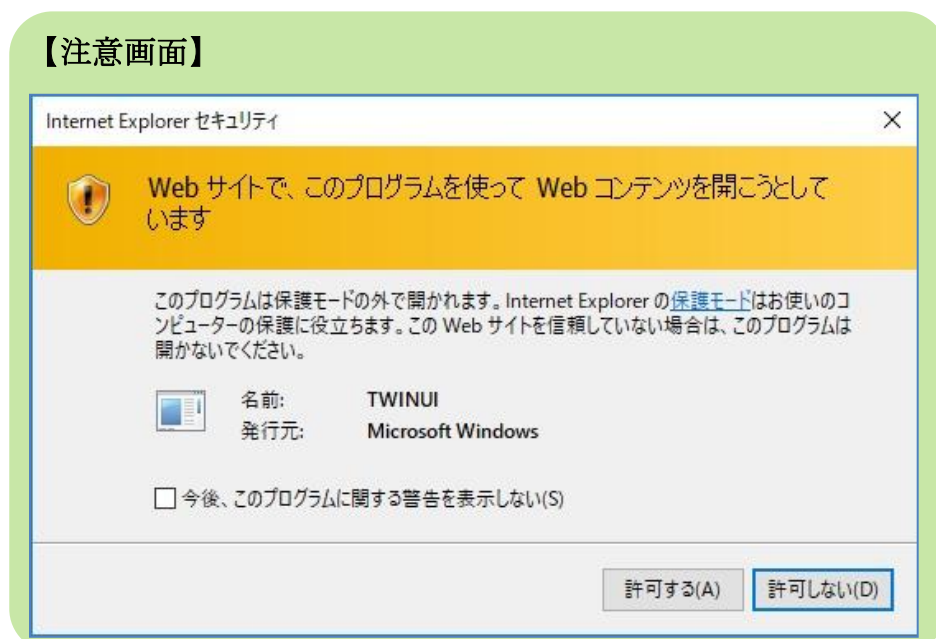 【注意画面】
Internet Explorer セキュリティ
Web サイトで、このプログラムを使って Web コンテンツを開こうとして
います
このプログラムは保護モードの外で開かれます。Internet Explorer の保護モードはお使いのコ
ンピューターの保護に役立ちます。この Web サイトを信頼していない場合は、このプログラムは
開かないでください。
名前: TWINUI
発行元: Microsoft Windows
今後、このプログラムに関する警告を表示しない(S)
許可する(A) 許可しない(D)